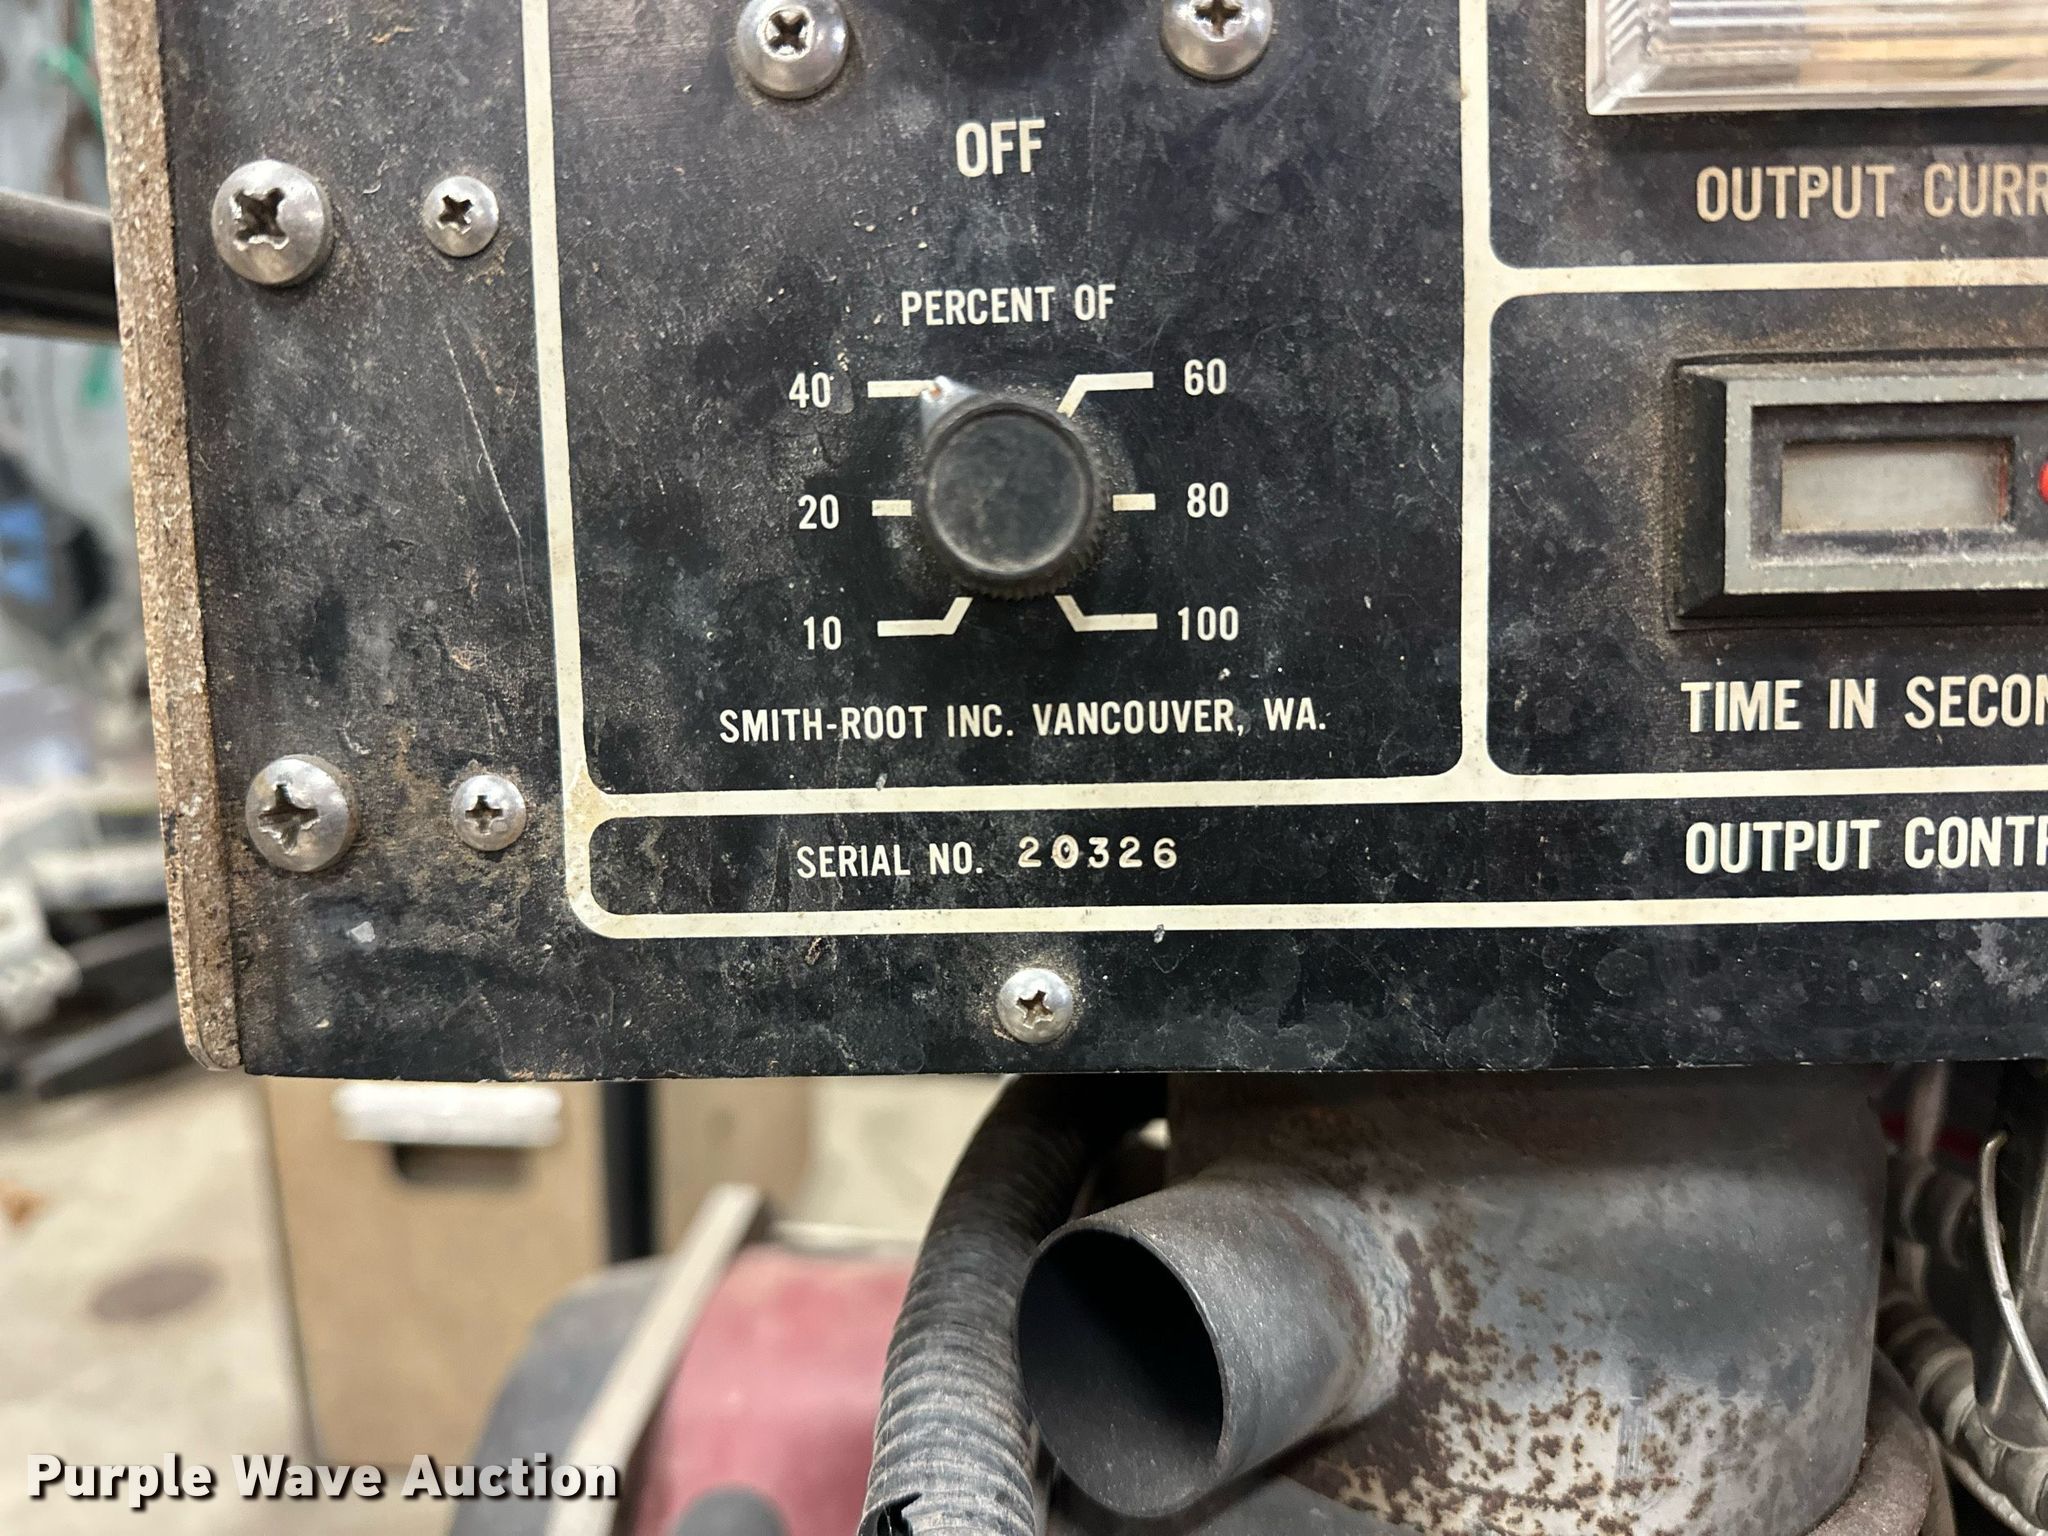 OFF
OUTPUT CURR
PERCENT OF
40 60
20 80
10 100
SMITH-ROOT INC. VANCOUVER, WA.
TIME IN SECON
SERIAL NO. 20326
OUTPUT CONTR
Purple Wave Auction